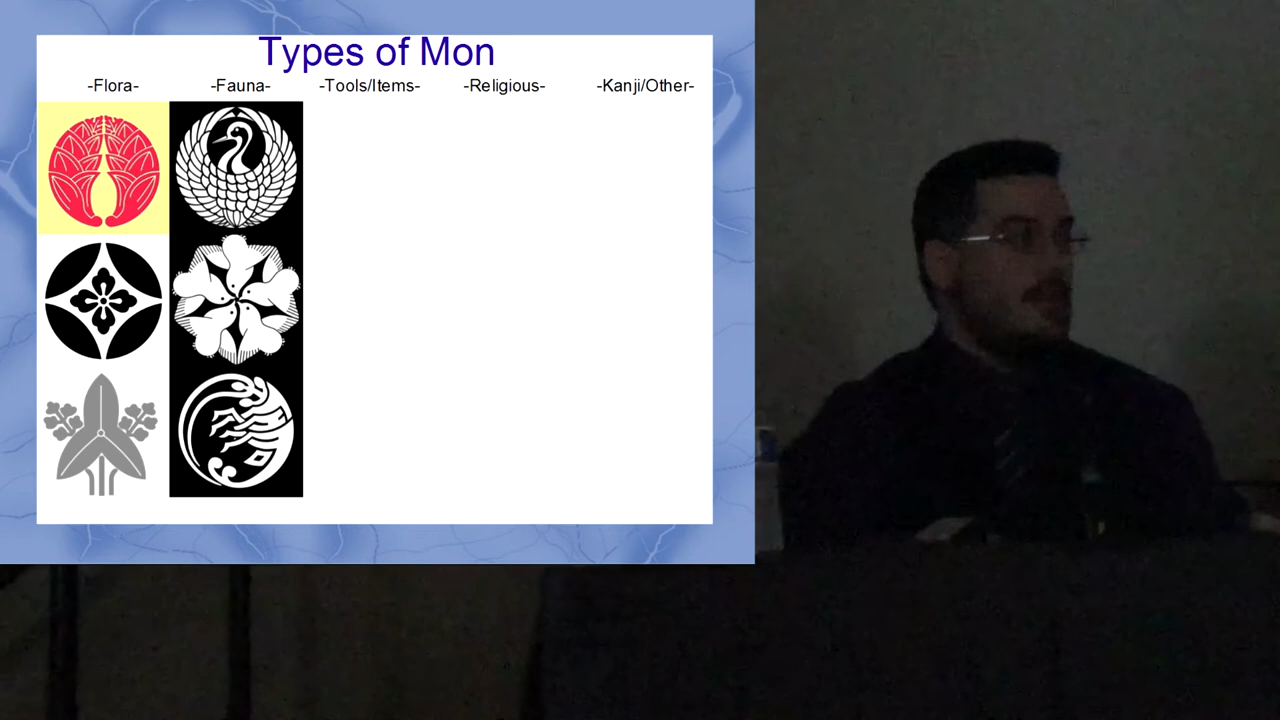 Types of Mon
-Flora- -Fauna- -Tools/Items- -Religious- -Kanji/Other-